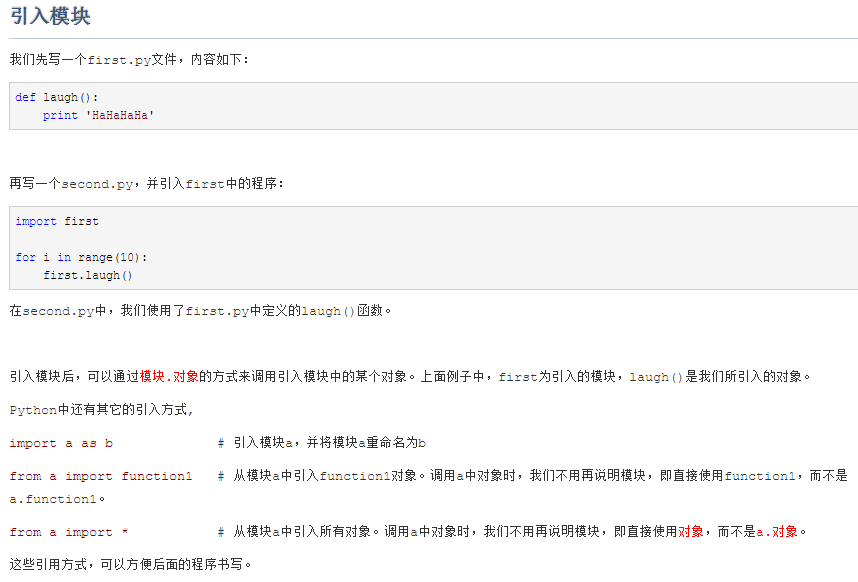 引入模块
我们先写一个first.py文件，内容如下：
def laugh():
    print 'HaHaHaHa'
再写一个second.py，并引入first中的程序：
import first
for i in range(10):
    first.laugh()
在second.py中，我们使用了first.py中定义的laugh()函数。
引入模块后，可以通过模块.对象的方式来调用引入模块中的某个对象。上面例子中，first为引入的模块，laugh()是我们所引入的对象。
Python中还有其它的引入方式，
import a as b # 引入模块a，并将模块a重命名为b
from a import function1 # 从模块a中引入function1对象。调用a中对象时，我们不用再说明模块，即直接使用function1，而不是
a.function1。
from a import * # 从模块a中引入所有对象。调用a中对象时，我们不用再说明模块，即直接使用对象，而不是a.对象。
这些引用方式，可以方便后面的程序书写。